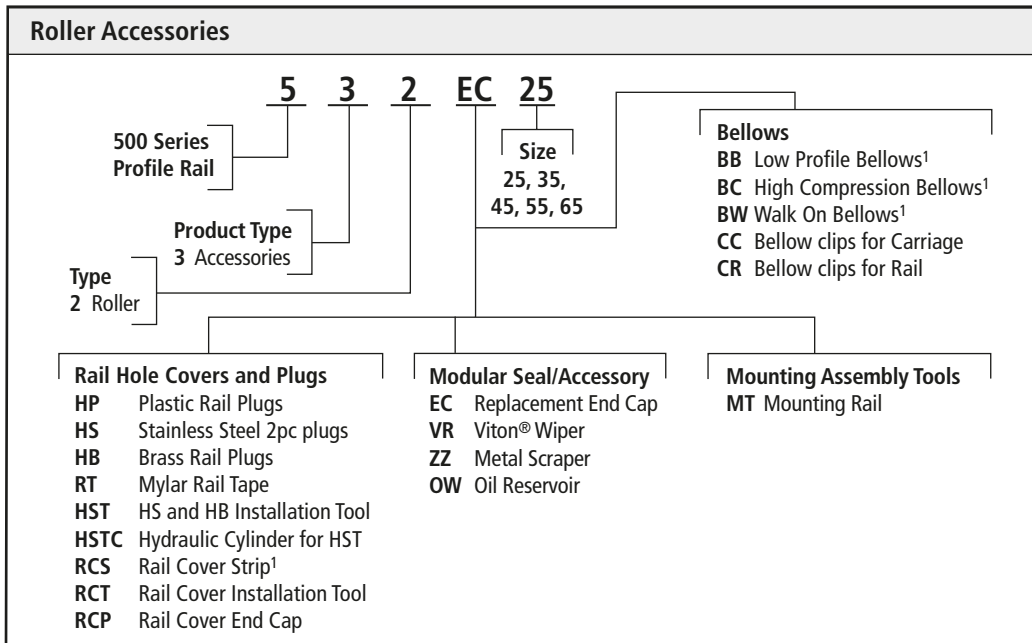 Roller Accessories
5 3 2 EC 25
500 Series
Profile Rail
Product Type
3 Accessories
Type
2 Roller
Size
25, 35,
45, 55, 65
Bellows
BB Low Profile Bellows¹
BC High Compression Bellows¹
BW Walk On Bellows¹
CC Bellow clips for Carriage
CR Bellow clips for Rail
Rail Hole Covers and Plugs
HP Plastic Rail Plugs
HS Stainless Steel 2pc plugs
HB Brass Rail Plugs
RT Mylar Rail Tape
HST HS and HB Installation Tool
HSTC Hydraulic Cylinder for HST
RCS Rail Cover Strip¹
RCT Rail Cover Installation Tool
RCP Rail Cover End Cap
Modular Seal/Accessory
EC Replacement End Cap
VR Viton® Wiper
ZZ Metal Scraper
OW Oil Reservoir
Mounting Assembly Tools
MT Mounting Rail